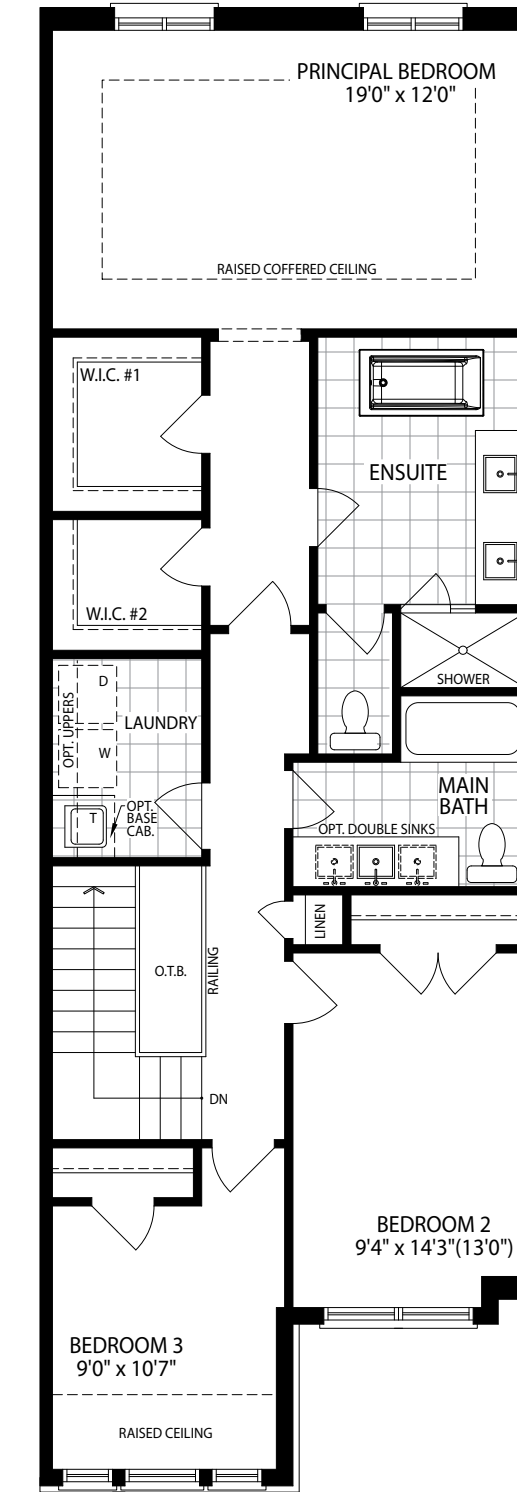 PRINCIPAL BEDROOM
19'0" x 12'0"
RAISED COFFERED CEILING
W.I.C. #1
ENSUITE
W.I.C. #2
SHOWER
OPT. UPPERS
D
LAUNDRY
W
T
OPT.
BASE
CAB.
MAIN
BATH
OPT. DOUBLE SINKS
LINEN
O.T.B.
RAILING
DN
BEDROOM 2
9'4" x 14'3"(13'0")
BEDROOM 3
9'0" x 10'7"
RAISED CEILING